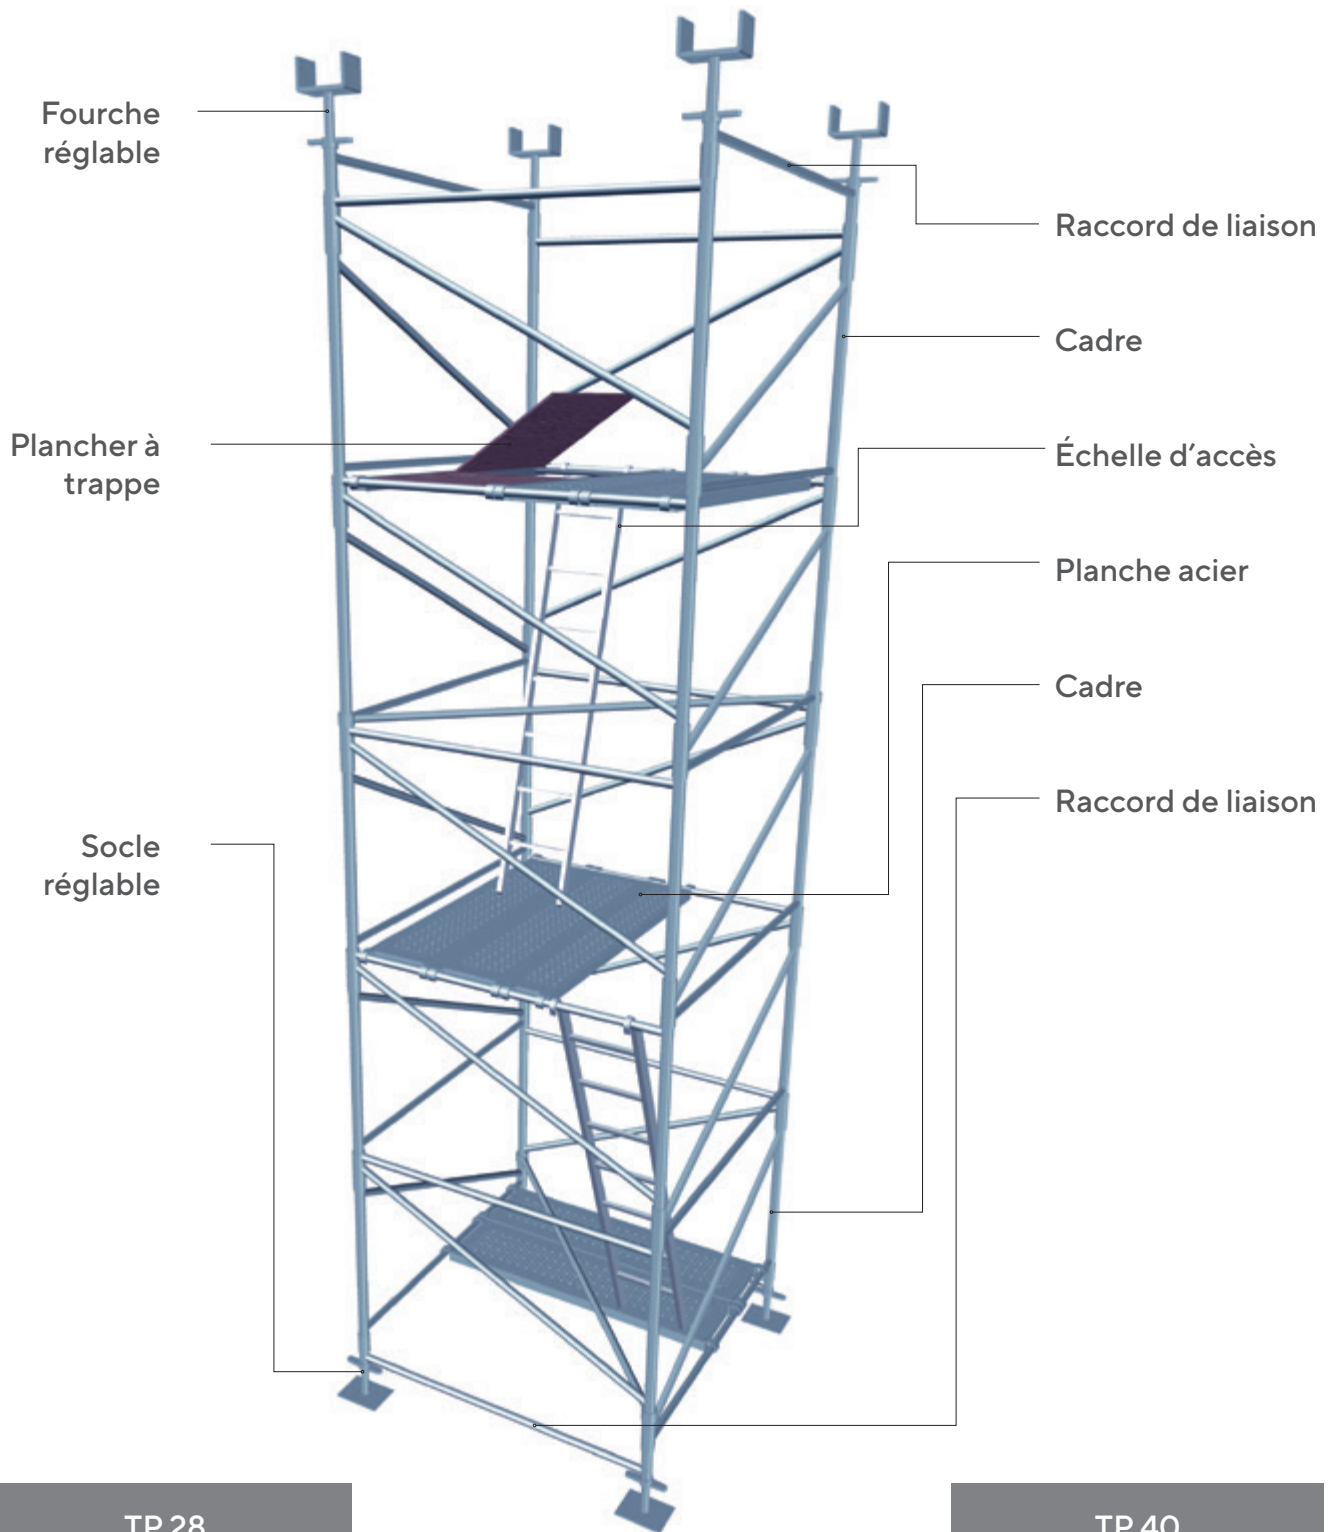 Fourche
réglable
Raccord de liaison
Cadre
Plancher à
trappe
Échelle d’accès
Planche acier
Cadre
Raccord de liaison
Socle
réglable
TP 28
TP 40